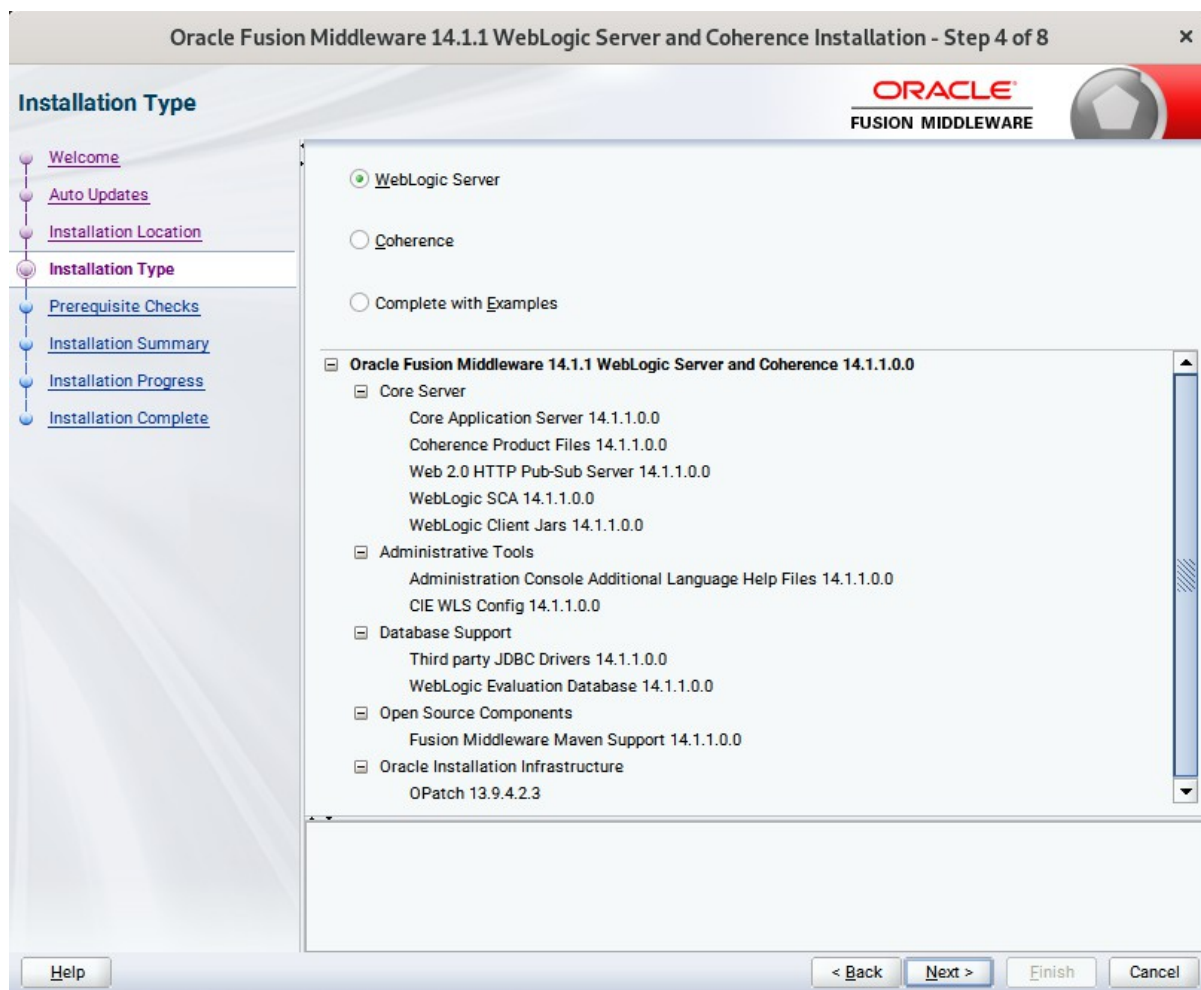 Oracle Fusion Middleware 14.1.1 WebLogic Server and Coherence Installation - Step 4 of 8
Installation Type
ORACLE
FUSION MIDDLEWARE
Welcome
Auto Updates
Installation Location
Installation Type
Prerequisite Checks
Installation Summary
Installation Progress
Installation Complete
WebLogic Server
Coherence
Complete with Examples
Oracle Fusion Middleware 14.1.1 WebLogic Server and Coherence 14.1.1.0.0
Core Server
Core Application Server 14.1.1.0.0
Coherence Product Files 14.1.1.0.0
Web 2.0 HTTP Pub-Sub Server 14.1.1.0.0
WebLogic SCA 14.1.1.0.0
WebLogic Client Jars 14.1.1.0.0
Administrative Tools
Administration Console Additional Language Help Files 14.1.1.0.0
CIE WLS Config 14.1.1.0.0
Database Support
Third party JDBC Drivers 14.1.1.0.0
WebLogic Evaluation Database 14.1.1.0.0
Open Source Components
Fusion Middleware Maven Support 14.1.1.0.0
Oracle Installation Infrastructure
OPatch 13.9.4.2.3
Help
< Back
Next >
Finish
Cancel